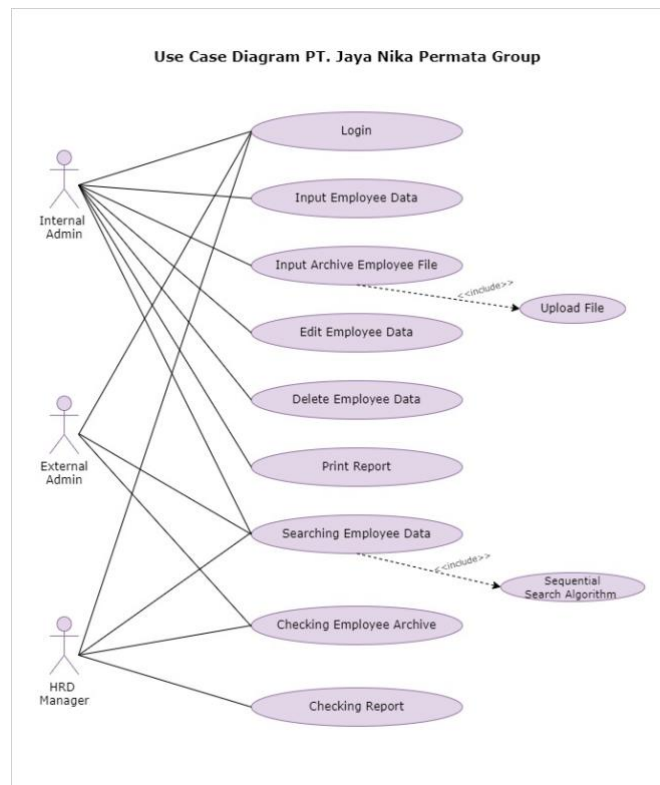 Use Case Diagram PT. Jaya Nika Permata Group
Login
Internal
Admin
Input Employee Data
Input Archive Employee File
<<include>>
Upload File
Edit Employee Data
Delete Employee Data
External
Admin
Print Report
Searching Employee Data
<<include>>
Sequential
Search Algorithm
Checking Employee Archive
HRD
Manager
Checking Report